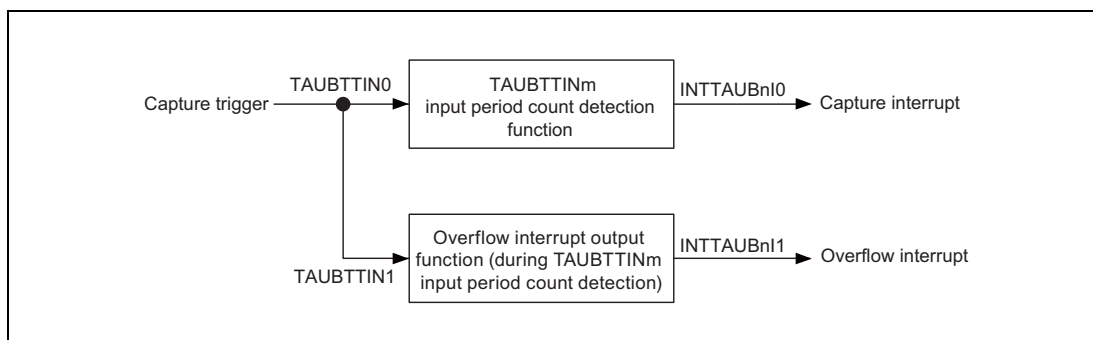 Capture trigger
TAUBTTIN0
TAUBTTINm
input period count detection
function
INTTAUBnI0
Capture interrupt
TAUBTTIN1
Overflow interrupt output
function (during TAUBTTINm
input period count detection)
INTTAUBnI1
Overflow interrupt